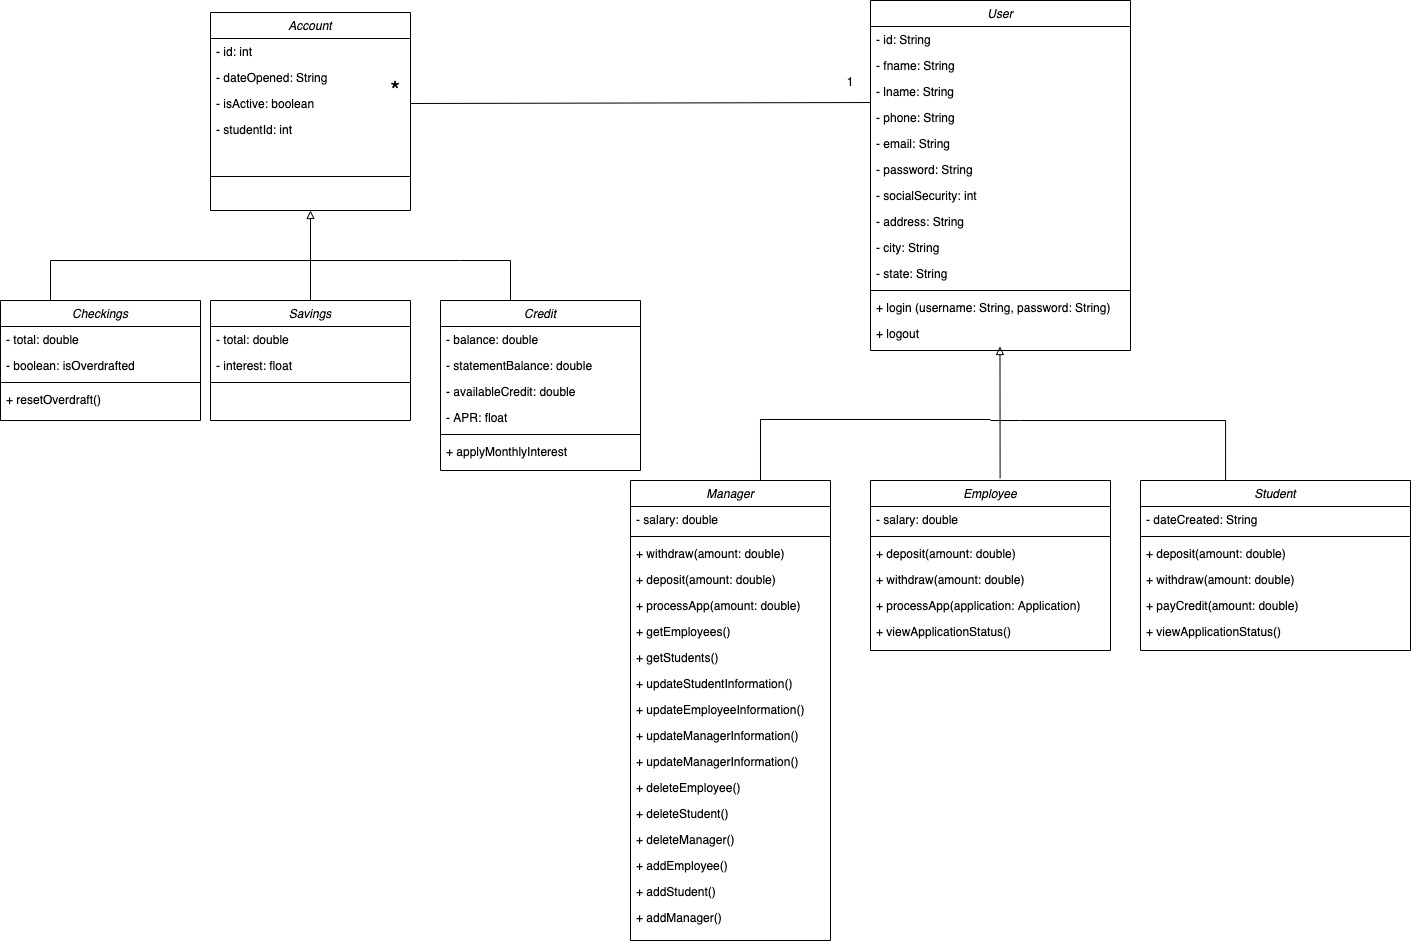 Account
- id: int
- dateOpened: String
- isActive: boolean
- studentId: int
*
1
User
- id: String
- fname: String
- lname: String
- phone: String
- email: String
- password: String
- socialSecurity: int
- address: String
- city: String
- state: String
+ login (username: String, password: String)
+ logout
Checkings
- total: double
- boolean: isOverdrafted
+ resetOverdraft()
Savings
- total: double
- interest: float
Credit
- balance: double
- statementBalance: double
- availableCredit: double
- APR: float
+ applyMonthlyInterest
Manager
- salary: double
+ withdraw(amount: double)
+ deposit(amount: double)
+ processApp(amount: double)
+ getEmployees()
+ getStudents()
+ updateStudentInformation()
+ updateEmployeeInformation()
+ updateManagerInformation()
+ updateManagerInformation()
+ deleteEmployee()
+ deleteStudent()
+ deleteManager()
+ addEmployee()
+ addStudent()
+ addManager()
Employee
- salary: double
+ deposit(amount: double)
+ withdraw(amount: double)
+ processApp(application: Application)
+ viewApplicationStatus()
Student
- dateCreated: String
+ deposit(amount: double)
+ withdraw(amount: double)
+ payCredit(amount: double)
+ viewApplicationStatus()